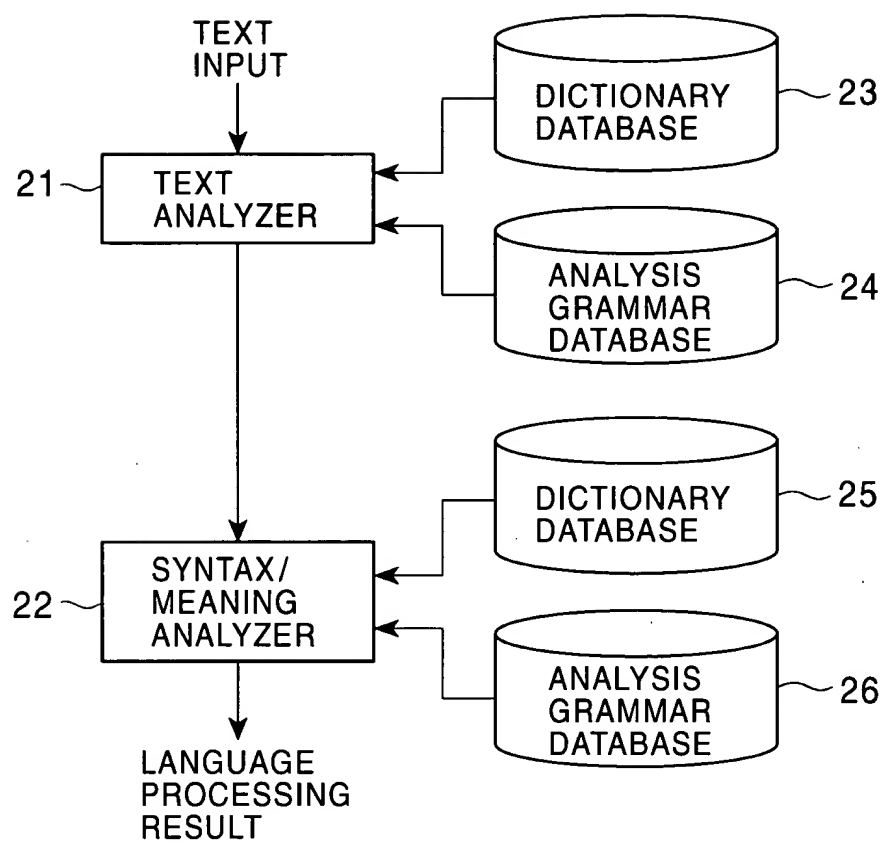 TEXT
INPUT
DICTIONARY
DATABASE
23
21
TEXT
ANALYZER
ANALYSIS
GRAMMAR
DATABASE
24
DICTIONARY
DATABASE
25
22
SYNTAX/
MEANING
ANALYZER
ANALYSIS
GRAMMAR
DATABASE
26
LANGUAGE
PROCESSING
RESULT